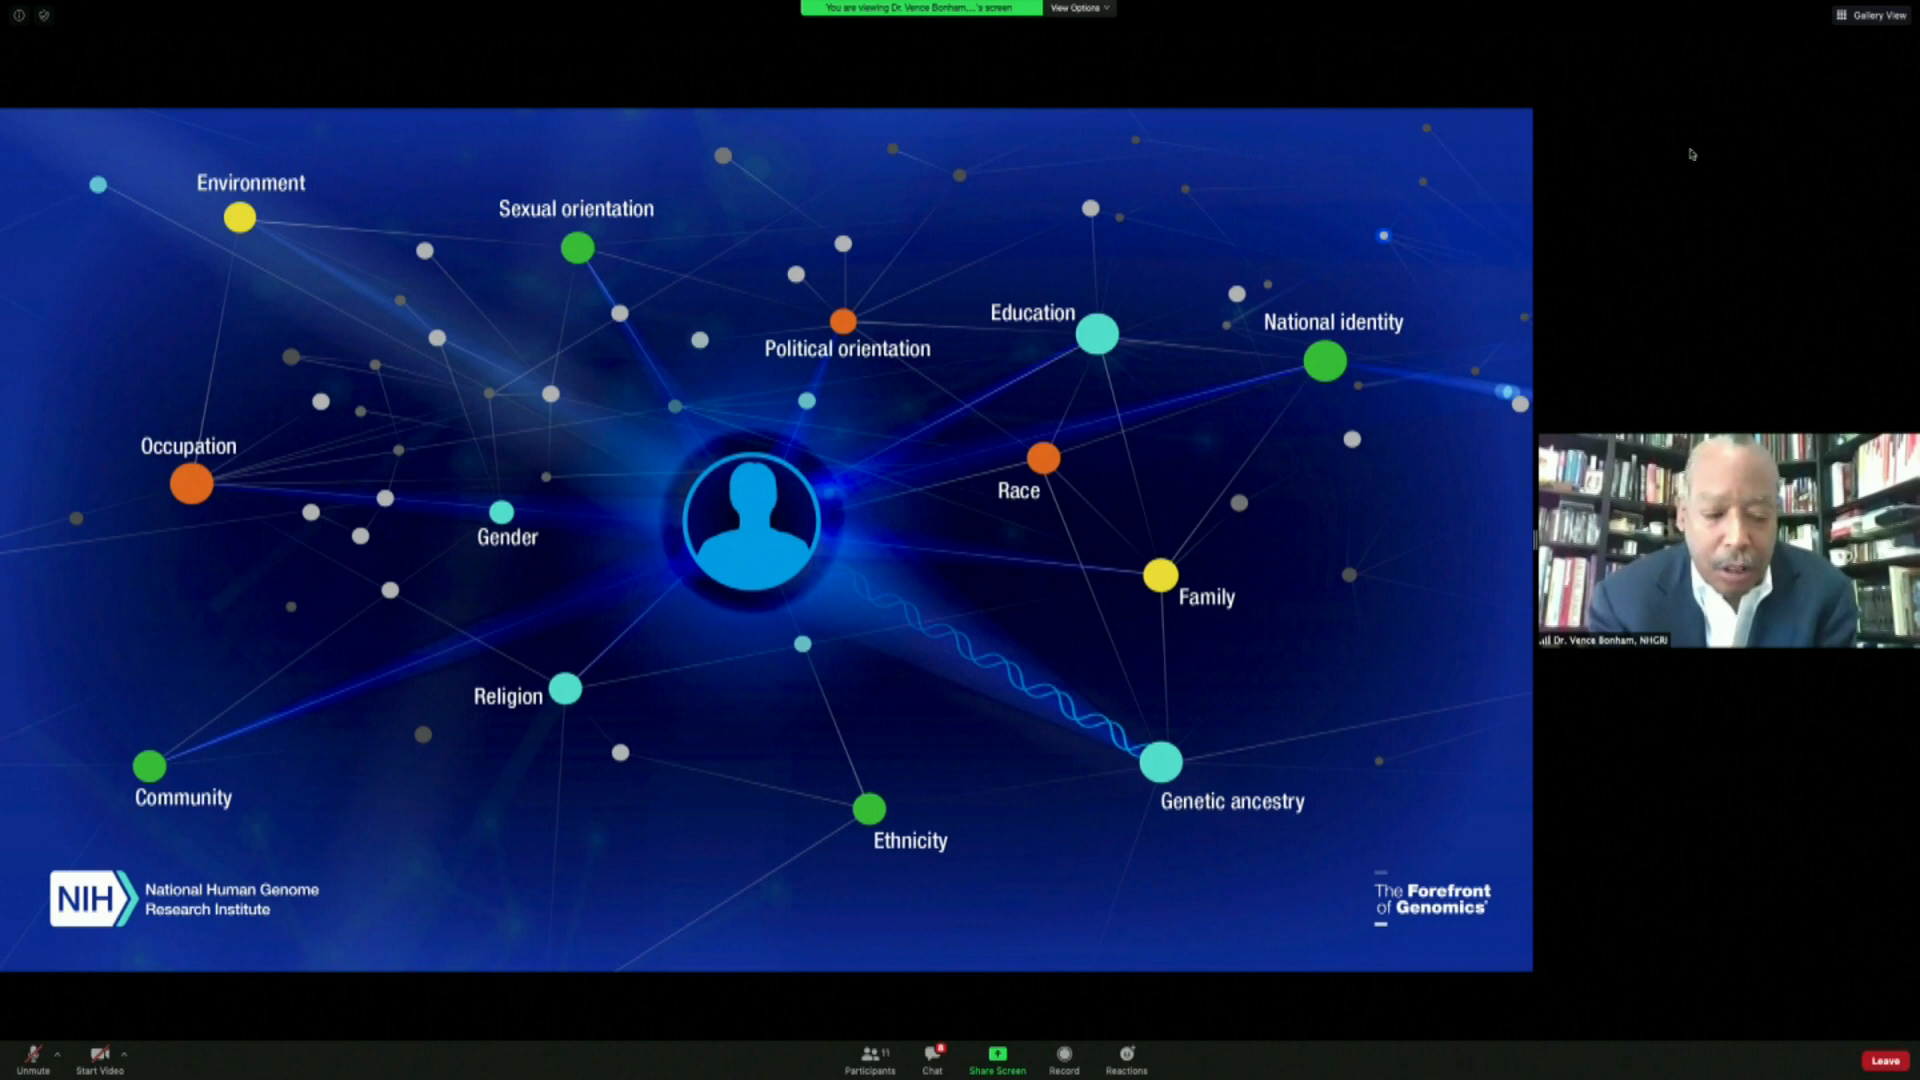 You are viewing Dr. Vence Bonham,...'s screen
View Options
Gallery View
Environment
Sexual orientation
Political orientation
Education
National identity
Occupation
Gender
Race
Family
Religion
Community
Ethnicity
Genetic ancestry
NIH
National Human Genome
Research Institute
The Forefront
of Genomics®
Dr. Vence Bonham, NHGRI
Unmute
Start Video
Participants
11
Chat
8
Share Screen
Record
Reactions
Leave